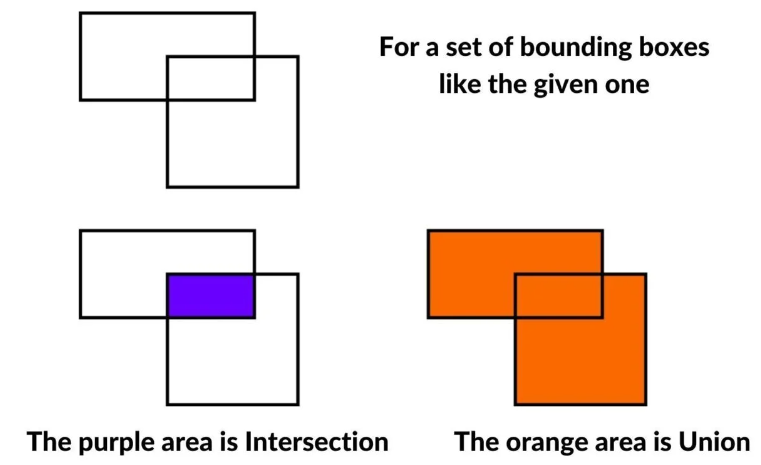 For a set of bounding boxes
like the given one
The purple area is Intersection
The orange area is Union